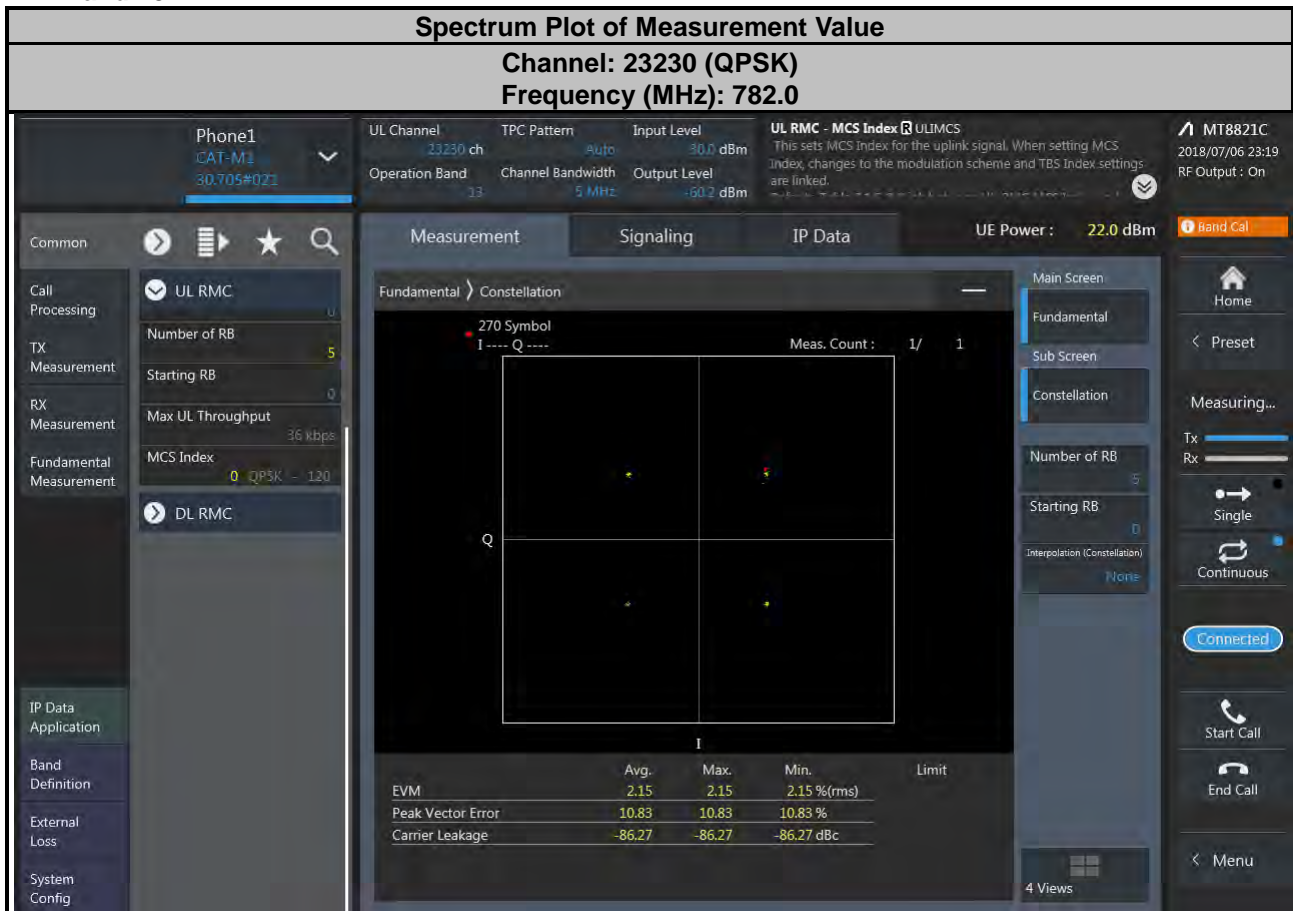 Spectrum Plot of Measurement Value
Channel: 23230 (QPSK)
Frequency (MHz): 782.0
Phone1
CAT-M1
30.70S#021
UL Channel
23230 ch
Operation Band
13
TPC Pattern
Auto
Channel Bandwidth
5 MHz
Input Level
30.0 dBm
Output Level
-60.2 dBm
UL RMC - MCS Index R ULIMCS
This sets MCS Index for the uplink signal. When setting MCS
Index, changes to the modulation scheme and TBS Index settings
are linked.
MT8821C
2018/07/06 23:19
RF Output : On
Common
Measurement
Signaling
IP Data
UE Power : 22.0 dBm
Band Cal
Call
Processing
TX
Measurement
RX
Measurement
Fundamental
Measurement
IP Data
Application
Band
Definition
External
Loss
System
Config
UL RMC
Number of RB
5
Starting RB
0
Max UL Throughput
36 kbps
MCS Index
0 QPSK - 120
DL RMC
Fundamental Constellation
270 Symbol
I ---- Q ----
Meas. Count : 1/ 1
Q
I
Avg. Max. Min. Limit
EVM 2.15 2.15 2.15 %(rms)
Peak Vector Error 10.83 10.83 10.83 %
Carrier Leakage -86.27 -86.27 -86.27 dBc
Main Screen
Fundamental
Sub Screen
Constellation
Number of RB
5
Starting RB
0
Interpolation (Constellation)
None
4 Views
Home
< Preset
Measuring...
Tx
Rx
Single
Continuous
Connected
Start Call
End Call
< Menu